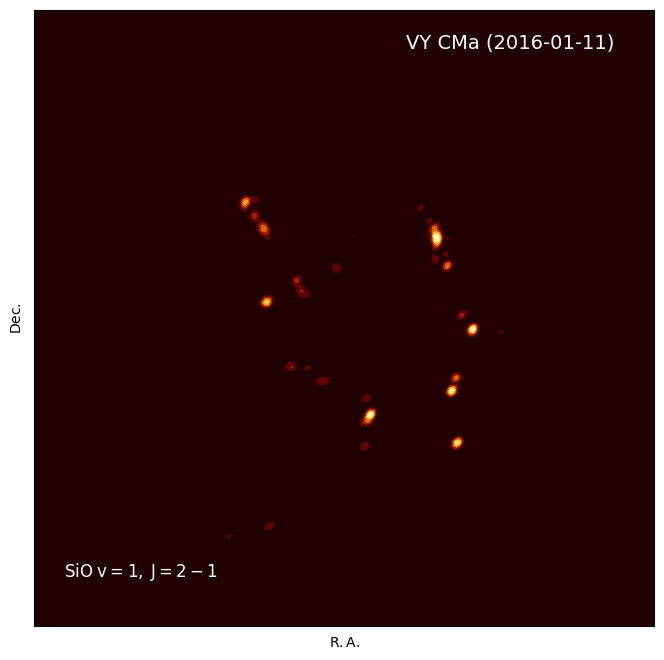 VY CMa (2016-01-11)
Dec.
SiO v = 1, J = 2 − 1
R. A.